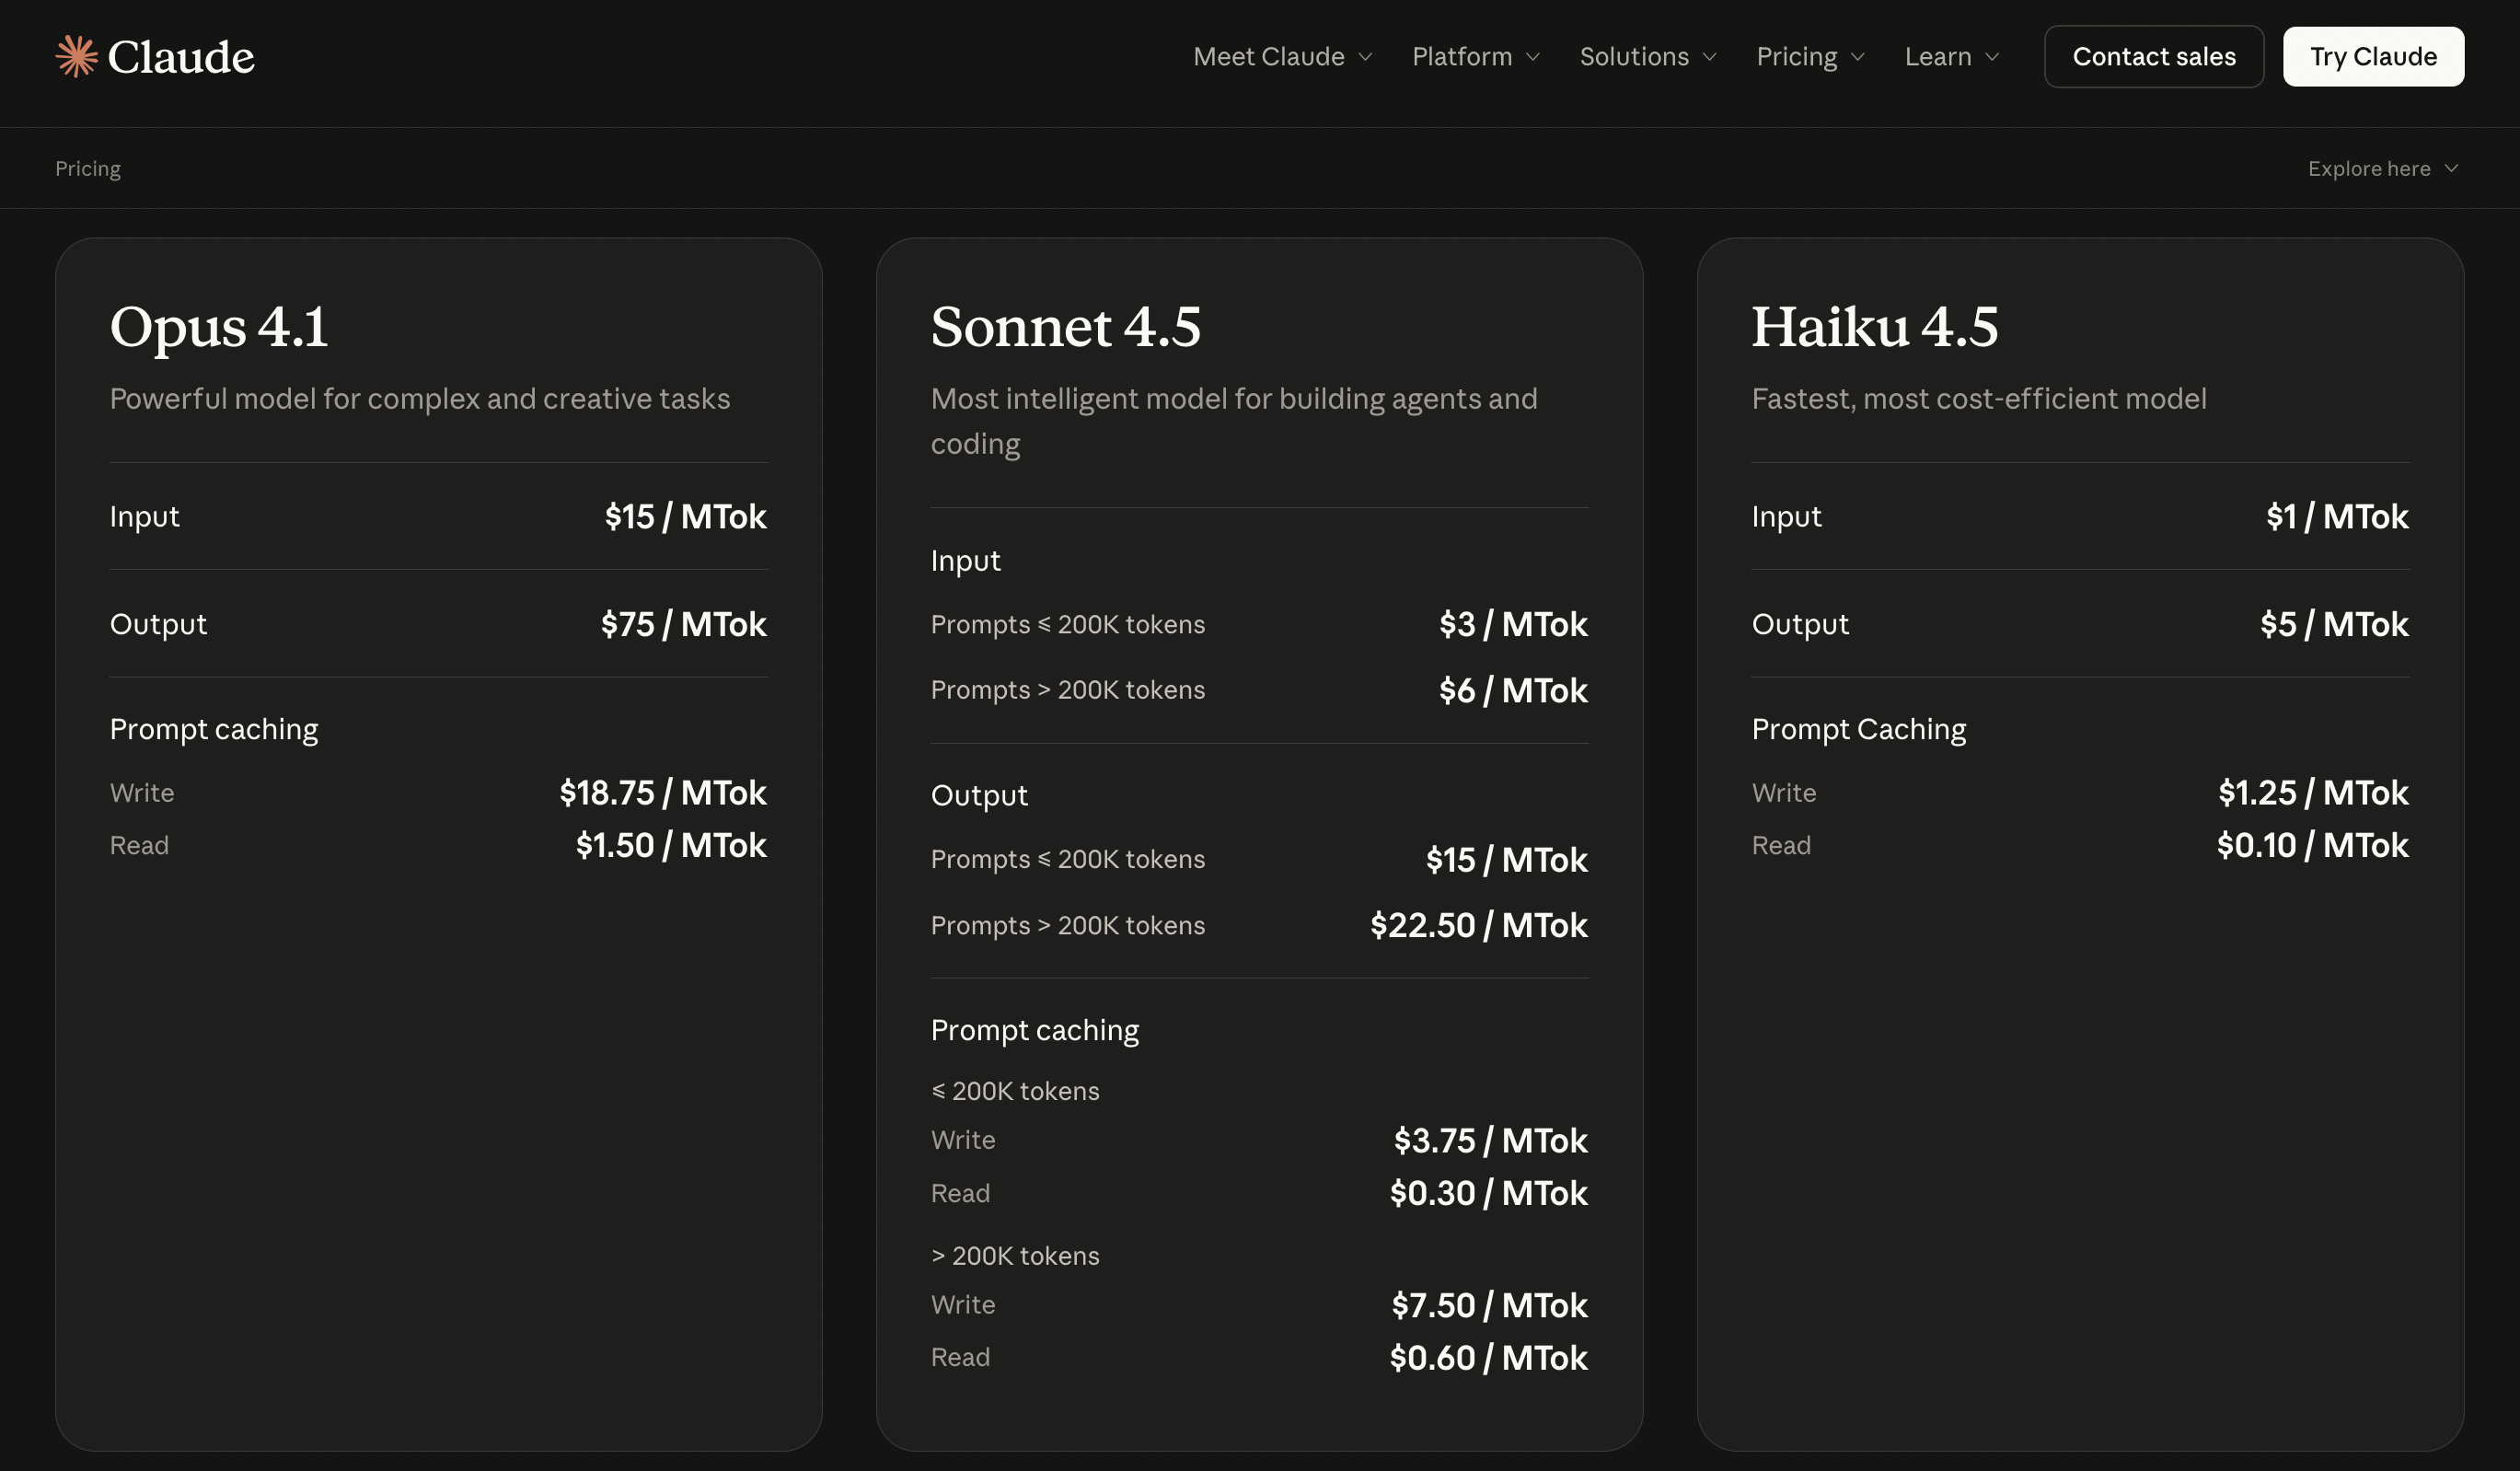 Claude
Meet Claude
Platform
Solutions
Pricing
Learn
Contact sales
Try Claude
Pricing
Explore here
Opus 4.1
Powerful model for complex and creative tasks
Input $15 / MTok
Output $75 / MTok
Prompt caching
Write $18.75 / MTok
Read $1.50 / MTok
Sonnet 4.5
Most intelligent model for building agents and
coding
Input
Prompts ≤ 200K tokens $3 / MTok
Prompts > 200K tokens $6 / MTok
Output
Prompts ≤ 200K tokens $15 / MTok
Prompts > 200K tokens $22.50 / MTok
Prompt caching
≤ 200K tokens
Write $3.75 / MTok
Read $0.30 / MTok
> 200K tokens
Write $7.50 / MTok
Read $0.60 / MTok
Haiku 4.5
Fastest, most cost-efficient model
Input $1 / MTok
Output $5 / MTok
Prompt Caching
Write $1.25 / MTok
Read $0.10 / MTok